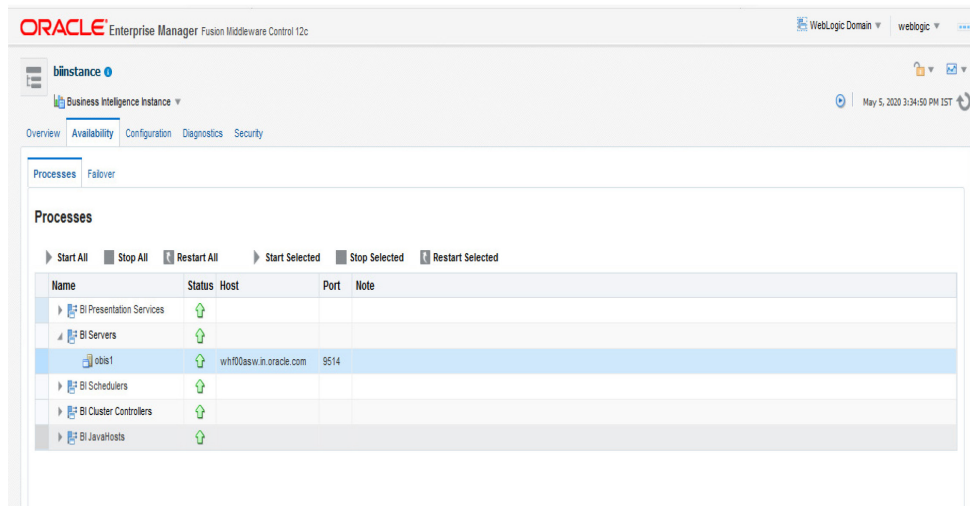 ORACLE Enterprise Manager Fusion Middleware Control 12c
WebLogic Domain weblogic
biinstance
Business Intelligence Instance
May 5, 2020 3:34:50 PM IST
Overview Availability Configuration Diagnostics Security
Processes Failover
Processes
Start All Stop All Restart All Start Selected Stop Selected Restart Selected
Name Status Host Port Note
BI Presentation Services
BI Servers
obis1 whf00asw.in.oracle.com 9514
BI Schedulers
BI Cluster Controllers
BI JavaHosts